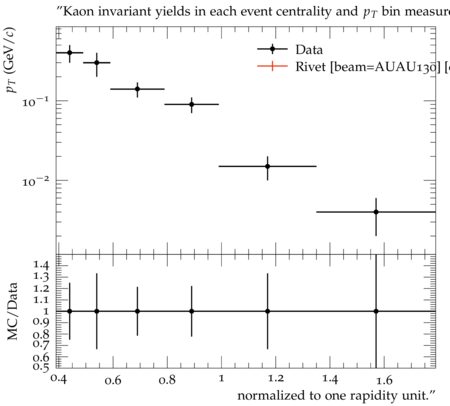 "Kaon invariant yields in each event centrality and pT bin measure
pT (GeV/c)
Data
Rivet [beam=AUAU130] [
10⁻¹
10⁻²
MC/Data
1.4
1.3
1.2
1.1
1
0.9
0.8
0.7
0.6
0.5
0.4 0.6 0.8 1 1.2 1.4 1.6
normalized to one rapidity unit."